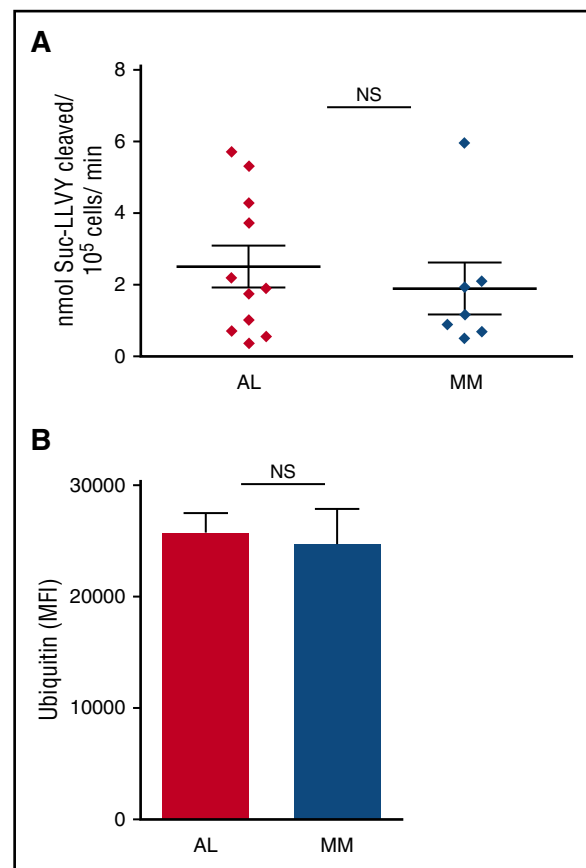 A
nmol Suc-LLVY cleaved/
10⁵ cells/ min
8
6
4
2
0
NS
AL
MM
B
Ubiquitin (MFI)
30000
20000
10000
0
NS
AL
MM